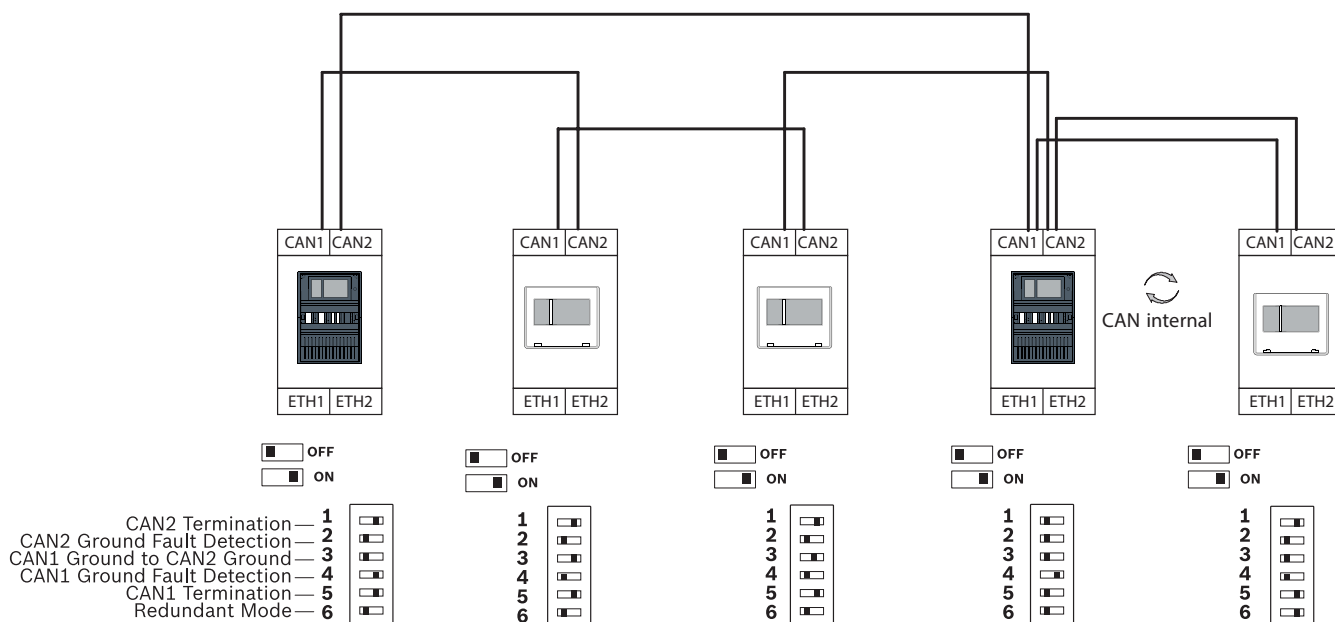 CAN1 CAN2 CAN1 CAN2 CAN1 CAN2 CAN1 CAN2 CAN1 CAN2
CAN internal
ETH1 ETH2 ETH1 ETH2 ETH1 ETH2 ETH1 ETH2 ETH1 ETH2
OFF OFF OFF OFF OFF
ON ON ON ON ON
CAN2 Termination 1 1 1 1 1
CAN2 Ground Fault Detection 2 2 2 2 2
CAN1 Ground to CAN2 Ground 3 3 3 3 3
CAN1 Ground Fault Detection 4 4 4 4 4
CAN1 Termination 5 5 5 5 5
Redundant Mode 6 6 6 6 6